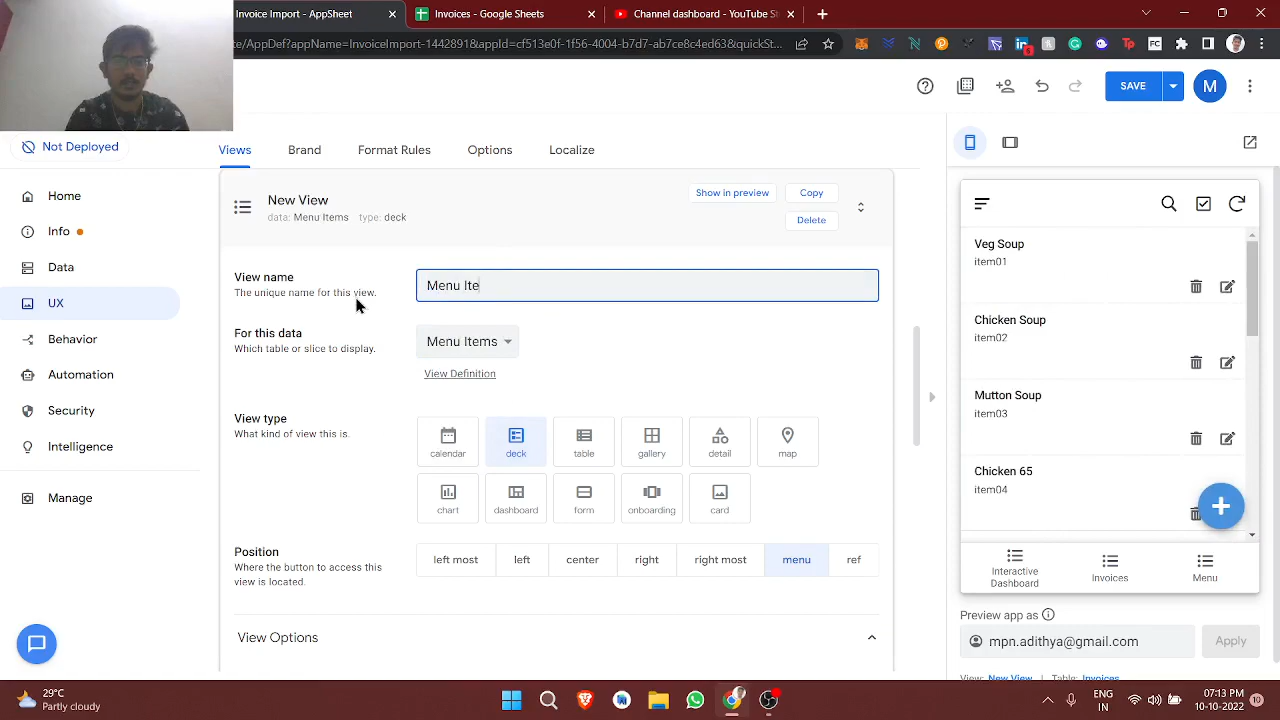 Invoice Import - AppSheet
Invoices - Google Sheets
Channel dashboard - YouTube St
te/AppDef?appName=InvoiceImport-1442891&appId=cf513e0f-1f56-4004-b7d7-ab7c8c4ed63&quickSt...
SAVE
M
Not Deployed
Views
Brand
Format Rules
Options
Localize
Home
Info
Data
UX
Behavior
Automation
Security
Intelligence
Manage
New View
data: Menu Items type: deck
Show in preview
Copy
Delete
View name
The unique name for this view.
Menu Ite
For this data
Which table or slice to display.
Menu Items
View Definition
View type
What kind of view this is.
calendar
deck
table
gallery
detail
map
chart
dashboard
form
onboarding
card
Position
Where the button to access this
view is located.
left most
left
center
right
right most
menu
ref
View Options
Veg Soup
item01
Chicken Soup
item02
Mutton Soup
item03
Chicken 65
item04
Interactive
Dashboard
Invoices
Menu
Preview app as
mpn.adithya@gmail.com
Apply
View: New View | Table: Invoices
29°C
Partly cloudy
ENG
IN
07:13 PM
10-10-2022
10